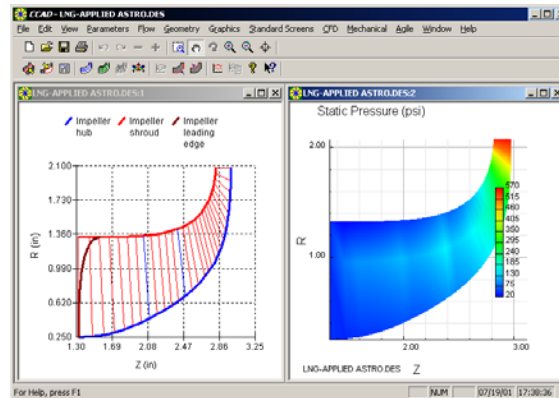 CCAD - LNG-APPLIED ASTRO.DES
File Edit View Parameters Flow Geometry Graphics Standard Screens CFD Mechanical Agile Window Help
LNG-APPLIED ASTRO.DES:1
Impeller hub
Impeller shroud
Impeller leading edge
2.100
1.730
1.360
0.990
0.620
0.250
R (in)
1.30 1.69 2.08 2.47 2.86 3.25
Z (in)
LNG-APPLIED ASTRO.DES:2
Static Pressure (psi)
2.00
1.00
R
570
515
460
405
350
295
240
185
130
75
20
2.00 3.00
LNG-APPLIED ASTRO.DES Z
For Help, press F1
NUM 07/19/01 17:38:36